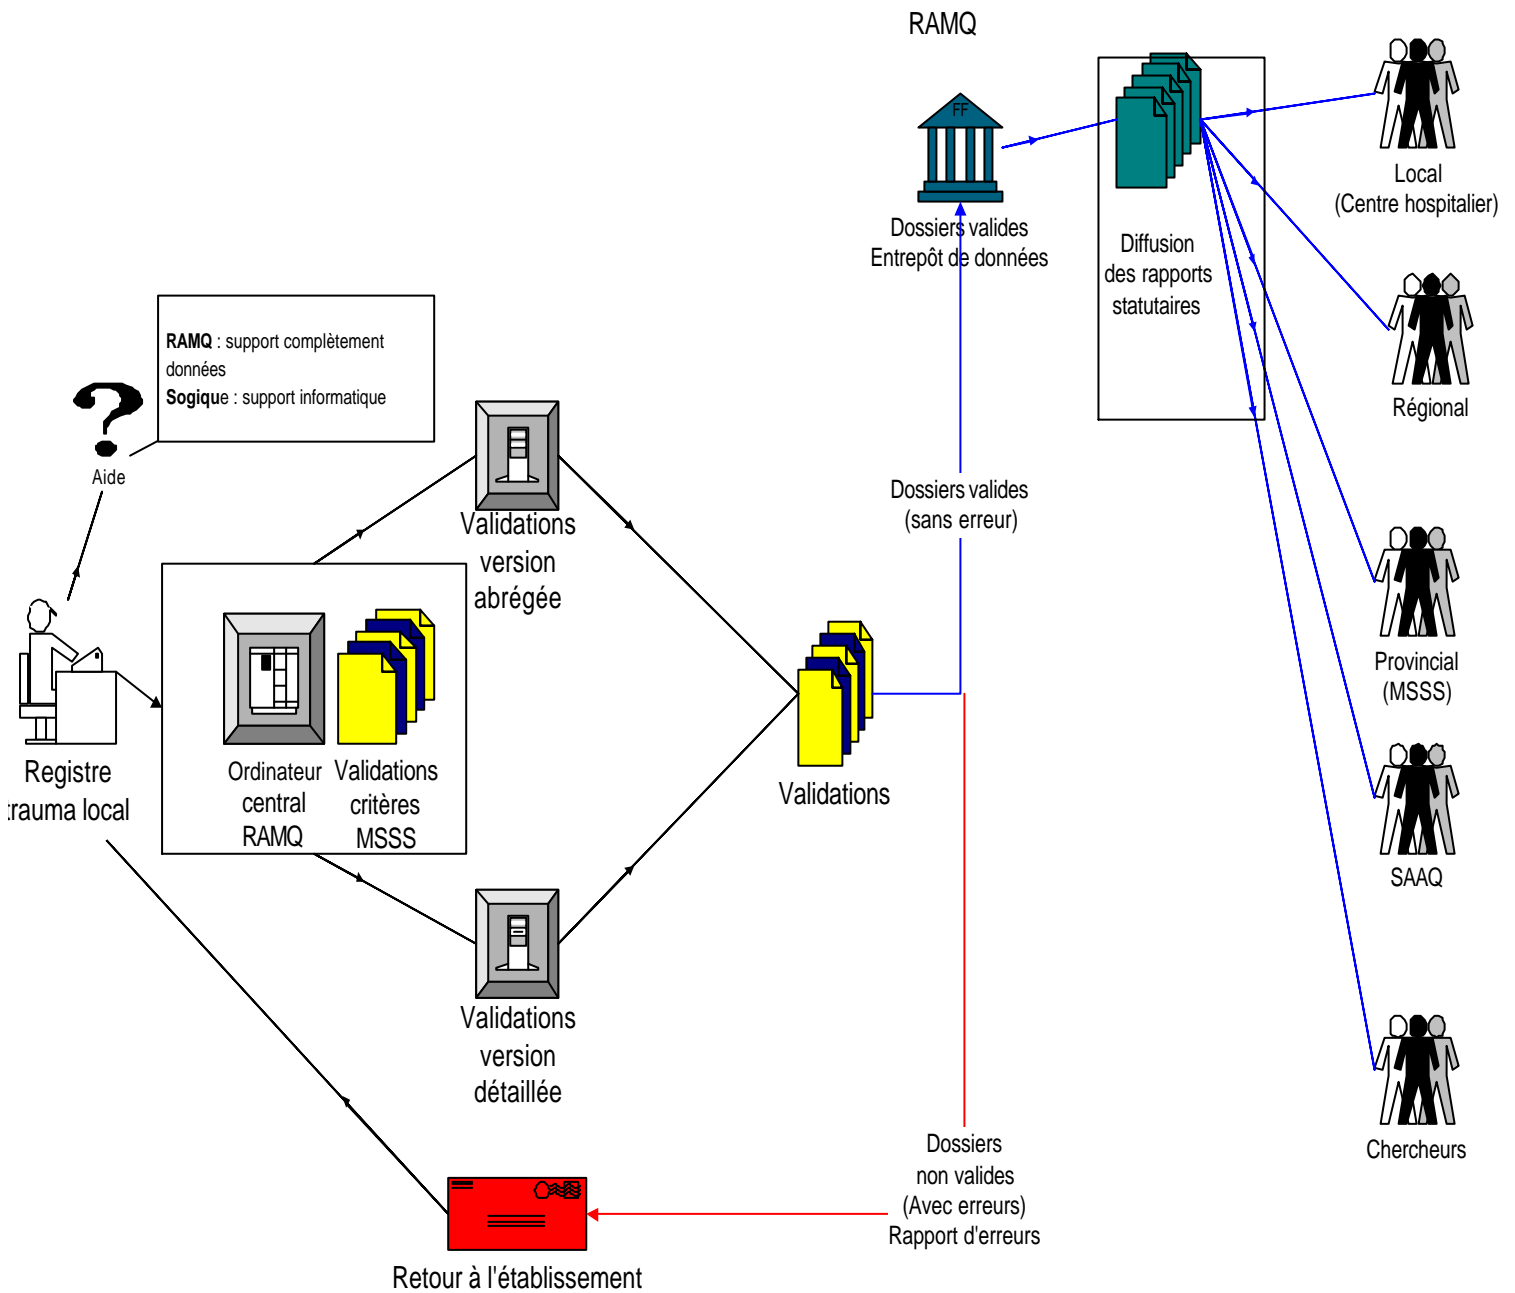 RAMQ
FF
Dossiers valides
Entrepôt de données
Diffusion
des rapports
statutaires
Local
(Centre hospitalier)
Régional
Provincial
(MSSS)
SAAQ
Chercheurs
RAMQ : support complètement
données
Sogique : support informatique
Aide
Validations
version
abrégée
Dossiers valides
(sans erreur)
Registre
trauma local
Ordinateur
central
RAMQ
Validations
critères
MSSS
Validations
Validations
version
détaillée
Dossiers
non valides
(Avec erreurs)
Rapport d'erreurs
Retour à l'établissement